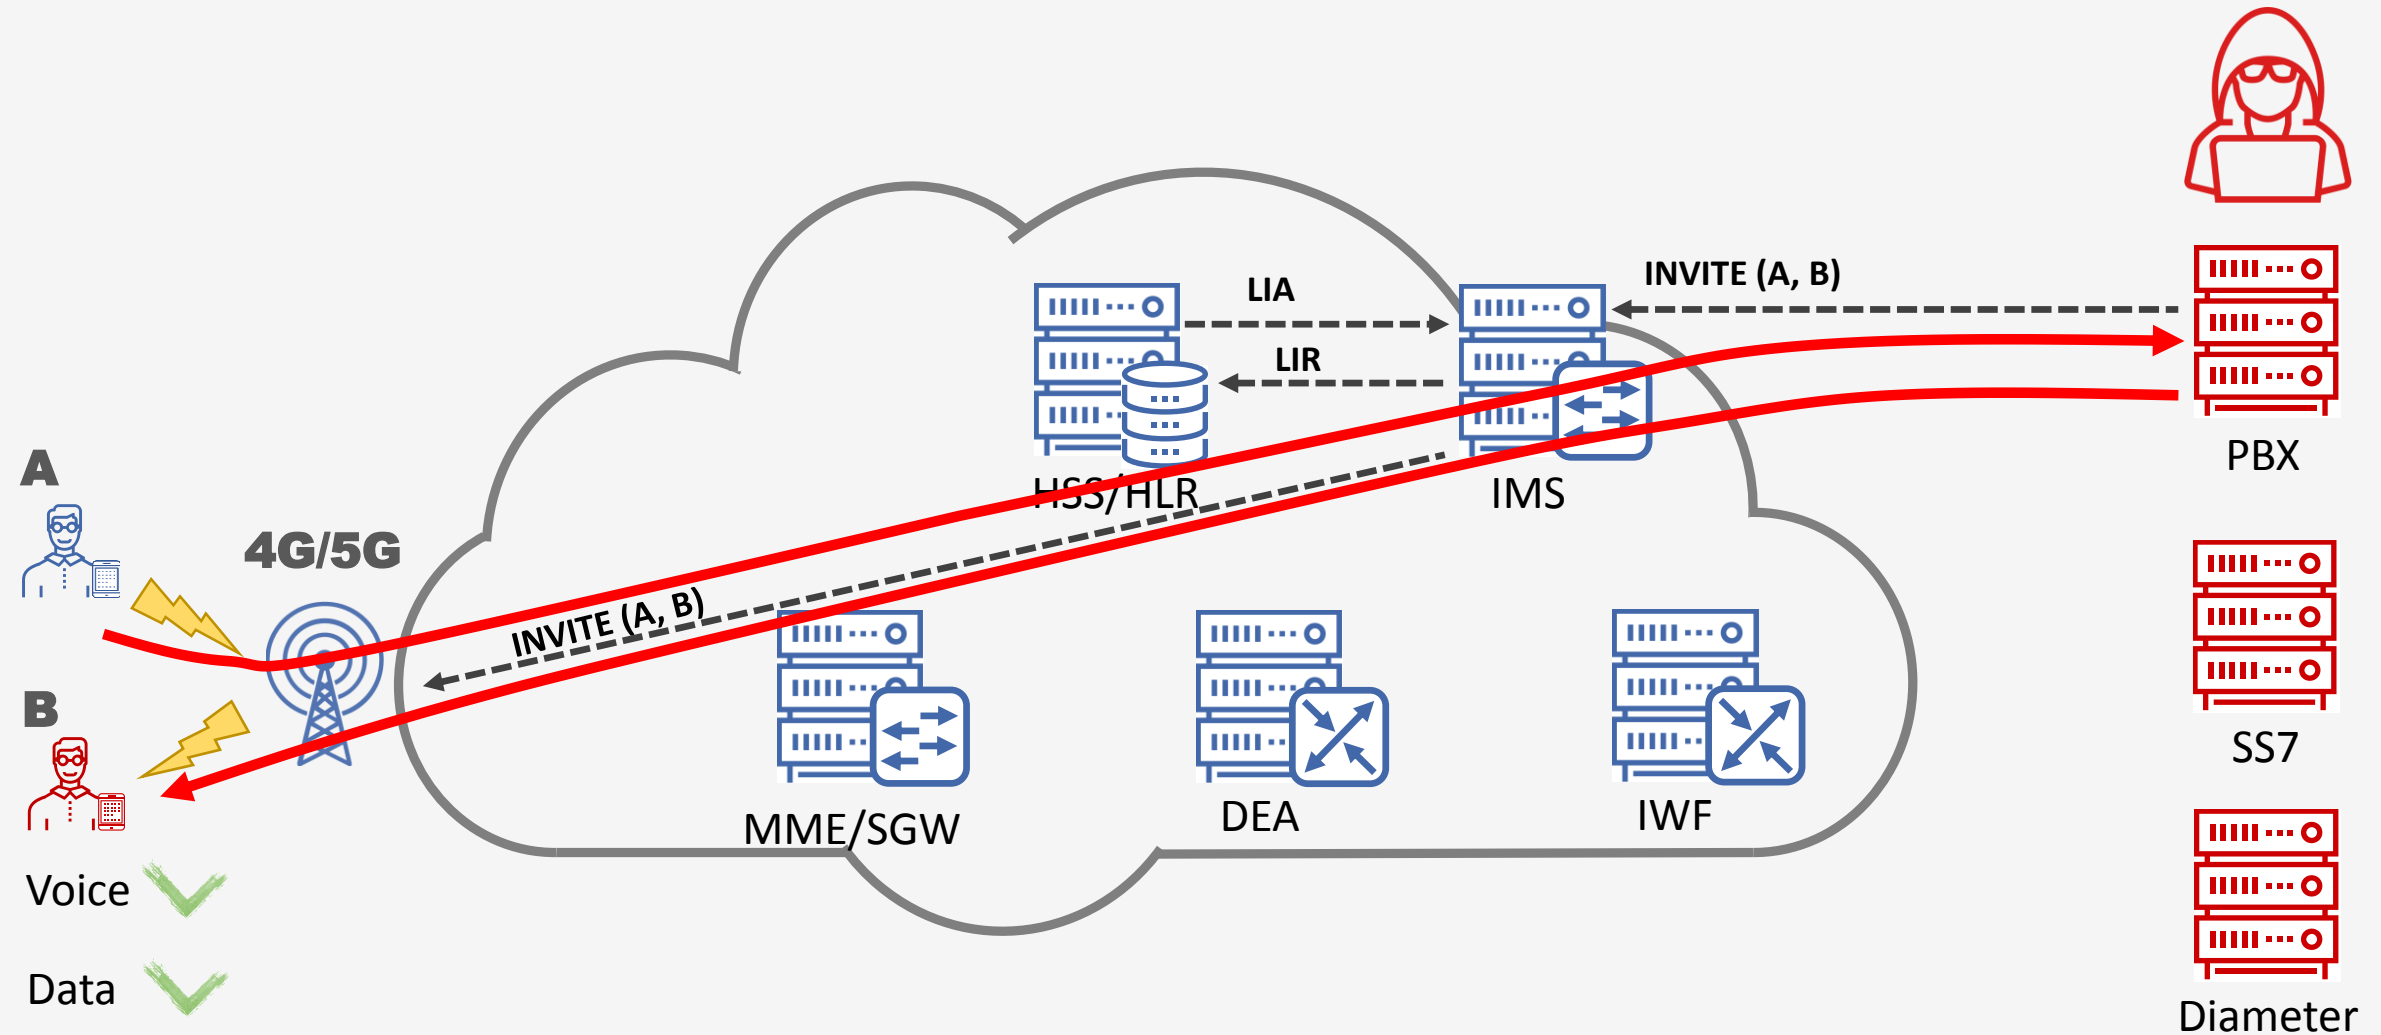 INVITE (A, B)
LIA
LIR
PBX
A
HSS/HLR
IMS
4G/5G
INVITE (A, B)
B
SS7
MME/SGW
DEA
IWF
Voice
Data
Diameter